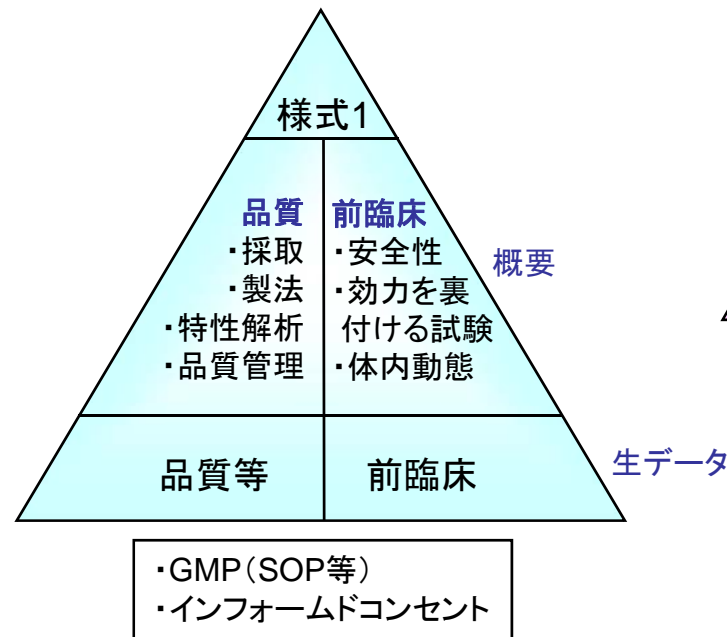 様式1
品質
・採取
・製法
・特性解析
・品質管理
前臨床
・安全性
・効力を裏
付ける試験
・体内動態
概要
品質等
前臨床
生データ
・GMP(SOP等)
・インフォームドコンセント